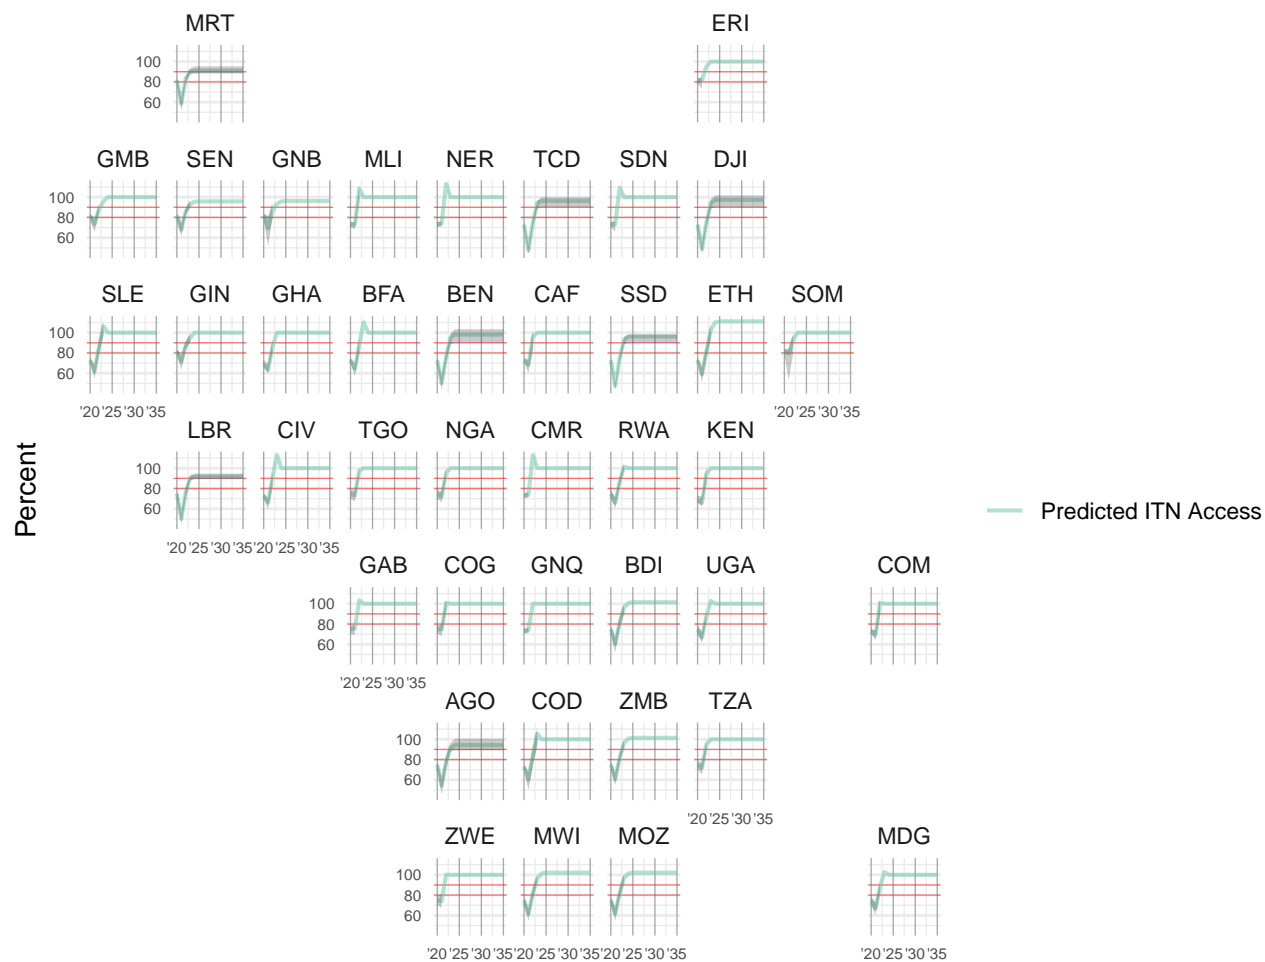 MRT ERI
100
80
60
GMB SEN GNB MLI NER TCD SDN DJI
100
80
60
SLE GIN GHA BFA BEN CAF SSD ETH SOM
100
80
60
'20 '25 '30 '35 '20 '25 '30 '35
LBR CIV TGO NGA CMR RWA KEN
100
80
60
'20 '25 '30 '35 '20 '25 '30 '35
Percent
Predicted ITN Access
GAB COG GNQ BDI UGA COM
100
80
60
'20 '25 '30 '35
AGO COD ZMB TZA
100
80
60
'20 '25 '30 '35
ZWE MWI MOZ MDG
100
80
60
'20 '25 '30 '35 '20 '25 '30 '35 '20 '25 '30 '35 '20 '25 '30 '35